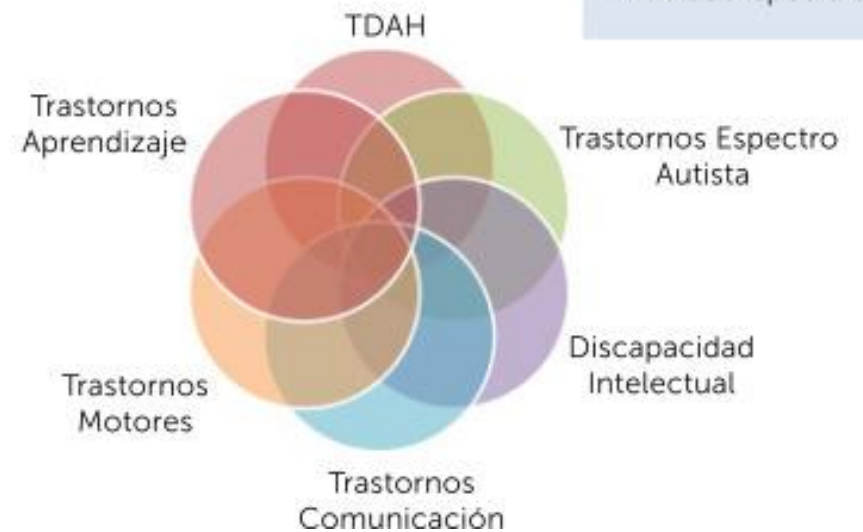 TDAH
Trastornos
Aprendizaje
Trastornos Espectro
Autista
Discapacidad
Intelectual
Trastornos
Motores
Trastornos
Comunicación